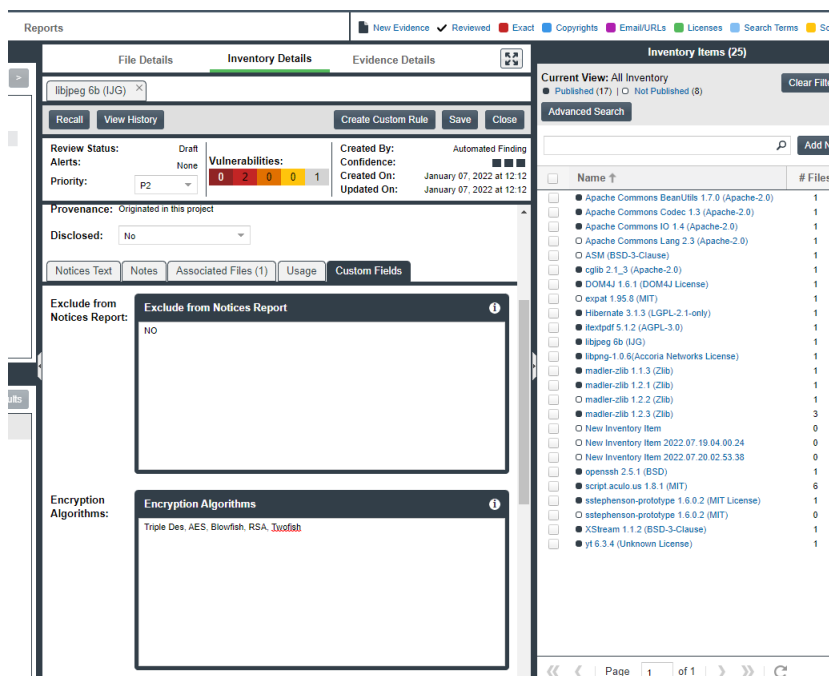 Reports
New Evidence Reviewed Exact Copyrights Email/URLs Licenses Search Terms
File Details Inventory Details Evidence Details
>
libjpeg 6b (IJG) ×
Recall View History Create Custom Rule Save Close
Review Status: Draft
Alerts: None
Priority: P2
Vulnerabilities:
0 2 0 0 1
Created By: Automated Finding
Confidence:
Created On: January 07, 2022 at 12:12
Updated On: January 07, 2022 at 12:12
Provenance: Originated in this project
Disclosed: No
Notices Text Notes Associated Files (1) Usage Custom Fields
Exclude from
Notices Report:
Exclude from Notices Report
NO
Encryption
Algorithms:
Encryption Algorithms
Triple Des, AES, Blowfish, RSA, Twofish
Inventory Items (25)
Current View: All Inventory
Published (17) | Not Published (8)
Clear
Advanced Search
Add
Name # Files
Apache Commons BeanUtils 1.7.0 (Apache-2.0) 1
Apache Commons Codec 1.3 (Apache-2.0) 1
Apache Commons IO 1.4 (Apache-2.0) 1
Apache Commons Lang 2.3 (Apache-2.0) 1
ASM (BSD-3-Clause) 1
cglib 2.1_3 (Apache-2.0) 1
DOM4J 1.6.1 (DOM4J License) 1
expat 1.95.8 (MIT) 1
Hibernate 3.1.3 (LGPL-2.1-only) 1
itextpdf 5.1.2 (AGPL-3.0) 1
libjpeg 6b (IJG) 1
libpng-1.0.6(Accoria Networks License) 1
madler-zlib 1.1.3 (Zlib) 1
madler-zlib 1.2.1 (Zlib) 1
madler-zlib 1.2.2 (Zlib) 1
madler-zlib 1.2.3 (Zlib) 3
New Inventory Item 0
New Inventory Item 2022.07.19.04.00.24 0
New Inventory Item 2022.07.20.02.53.38 0
openssh 2.5.1 (BSD) 1
script.aculo.us 1.8.1 (MIT) 6
sstephenson-prototype 1.6.0.2 (MIT License) 1
sstephenson-prototype 1.6.0.2 (MIT) 0
XStream 1.1.2 (BSD-3-Clause) 1
yt 6.3.4 (Unknown License) 1
Page 1 of 1